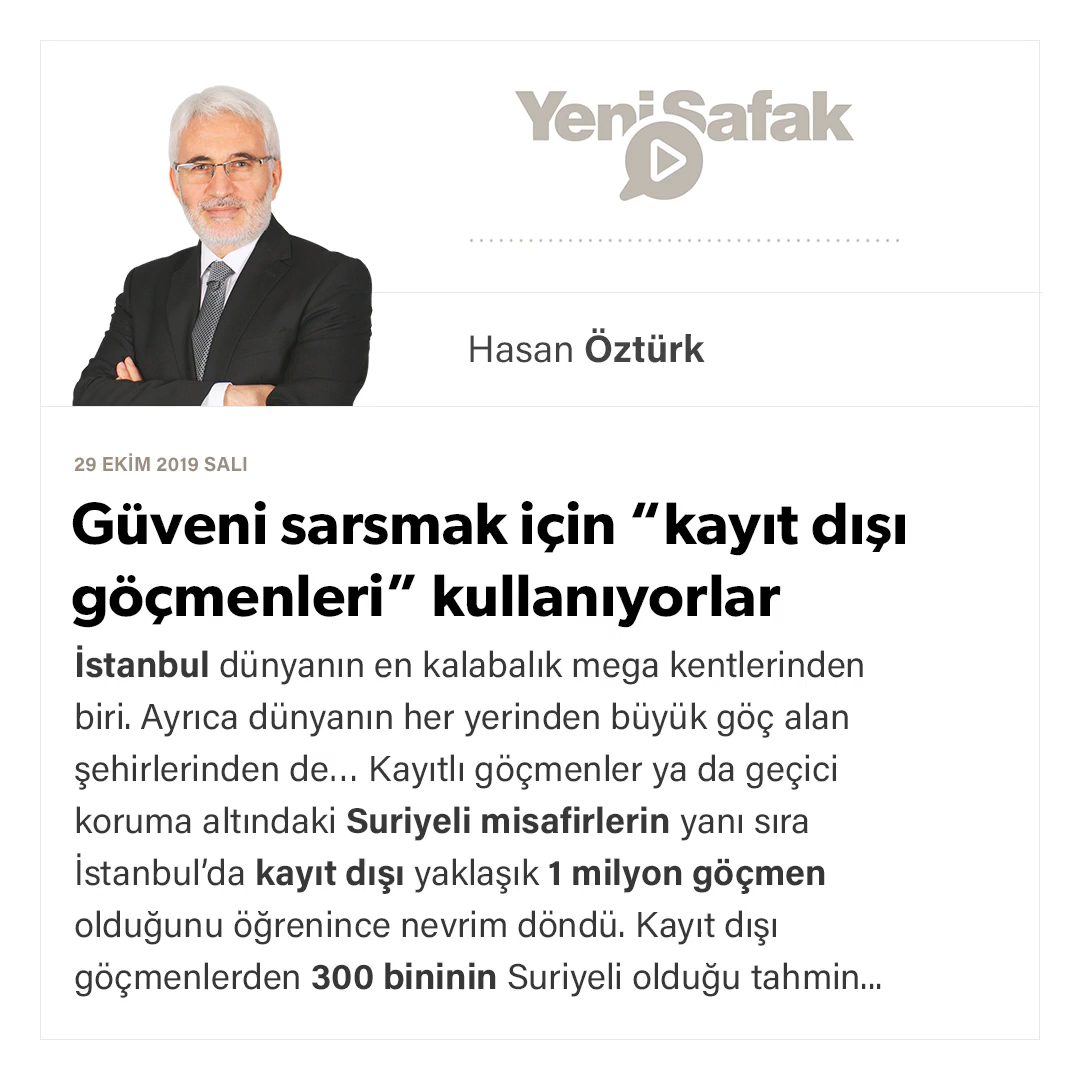 YeniSafak
Hasan Öztürk
29 EKİM 2019 SALI
Güveni sarsmak için “kayıt dışı
göçmenleri” kullanıyorlar
İstanbul dünyanın en kalabalık mega kentlerinden
biri. Ayrıca dünyanın her yerinden büyük göç alan
şehirlerinden de… Kayıtlı göçmenler ya da geçici
koruma altındaki Suriyeli misafirlerin yanı sıra
İstanbul’da kayıt dışı yaklaşık 1 milyon göçmen
olduğunu öğrenince nevrim döndü. Kayıt dışı
göçmenlerden 300 bininin Suriyeli olduğu tahmin...